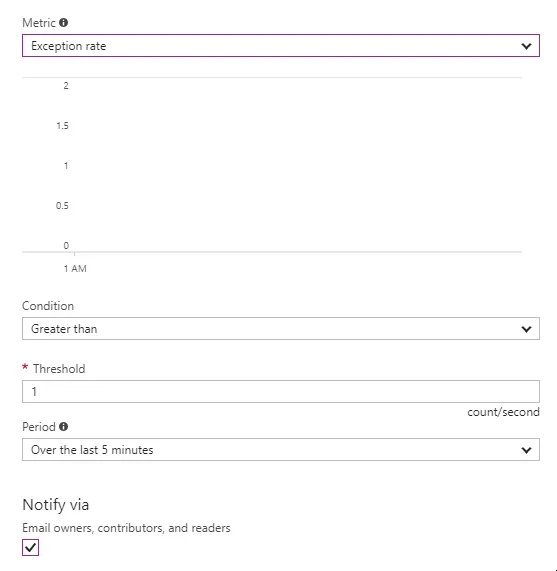 Metric
Exception rate
2
1.5
1
0.5
0
1 AM
Condition
Greater than
* Threshold
1
count/second
Period
Over the last 5 minutes
Notify via
Email owners, contributors, and readers